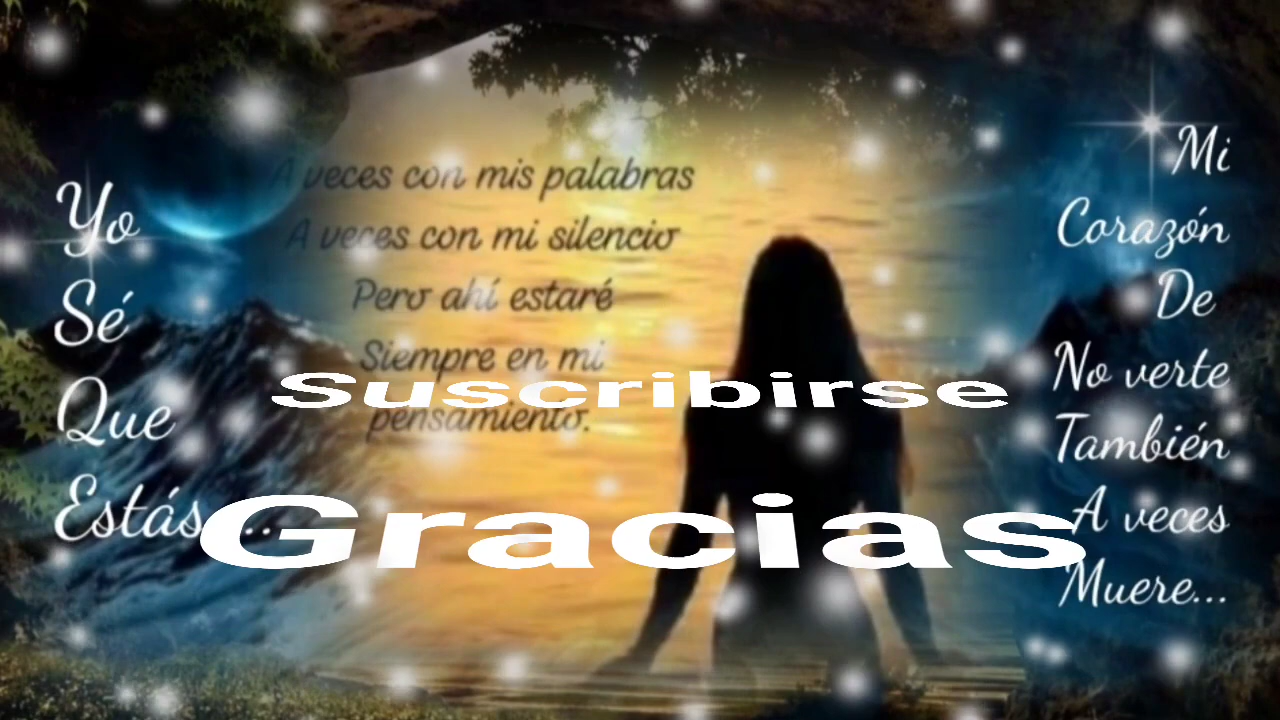 Yo
Sé
Que
Estás....
A veces con mis palabras
A veces con mi silencio
Pero ahí estaré
Siempre en mi
pensamiento.
Suscribirse
Gracias
Mi
Corazón
De
No verte
También
A veces
Muere...